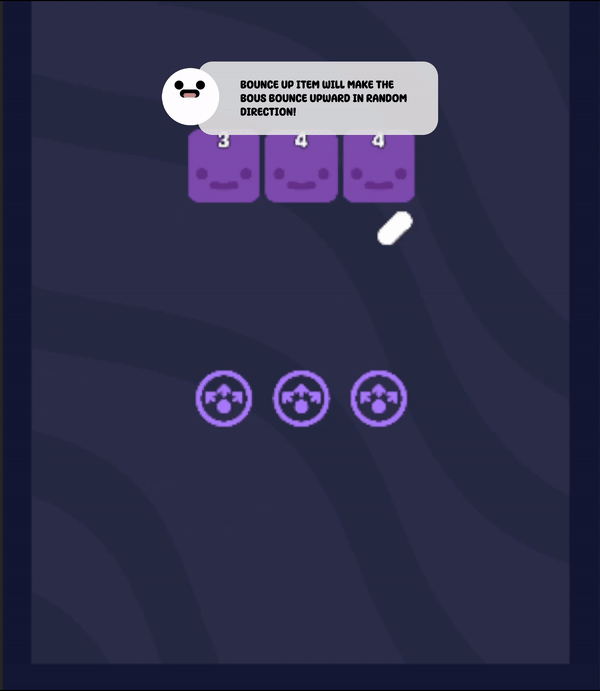 BOUNCE UP ITEM WILL MAKE THE
BOUS BOUNCE UPWARD IN RANDOM
DIRECTION!
3 4 4